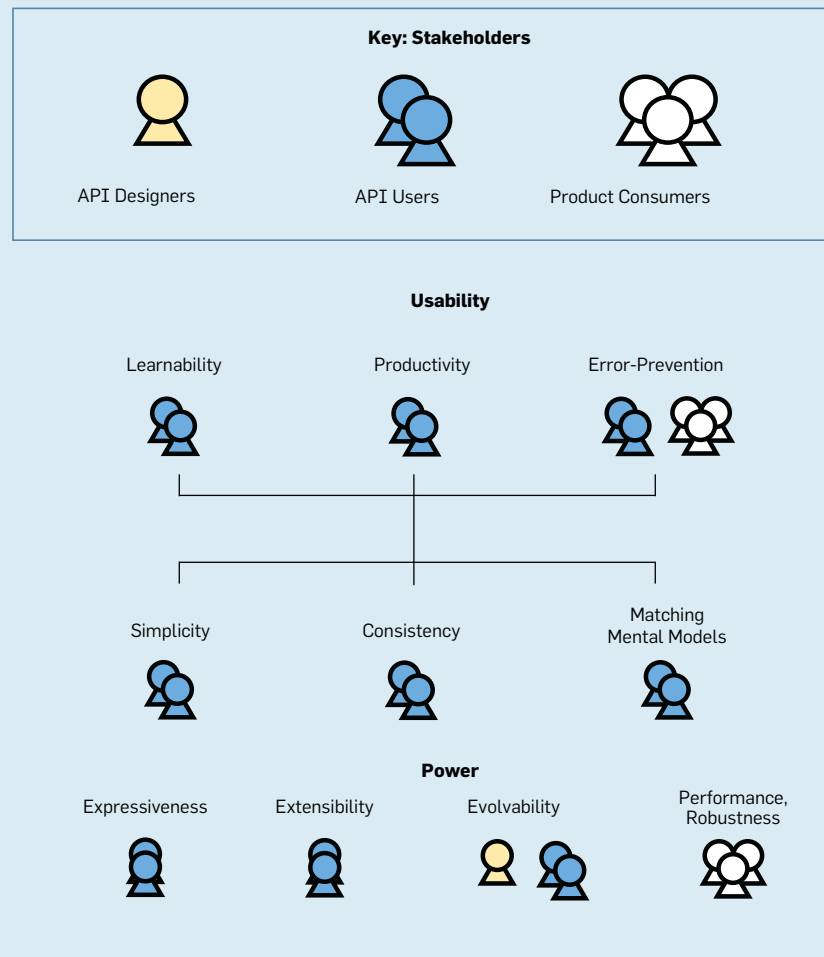 Key: Stakeholders
API Designers
API Users
Product Consumers
Usability
Learnability
Productivity
Error-Prevention
Simplicity
Consistency
Matching
Mental Models
Power
Expressiveness
Extensibility
Evolvability
Performance,
Robustness